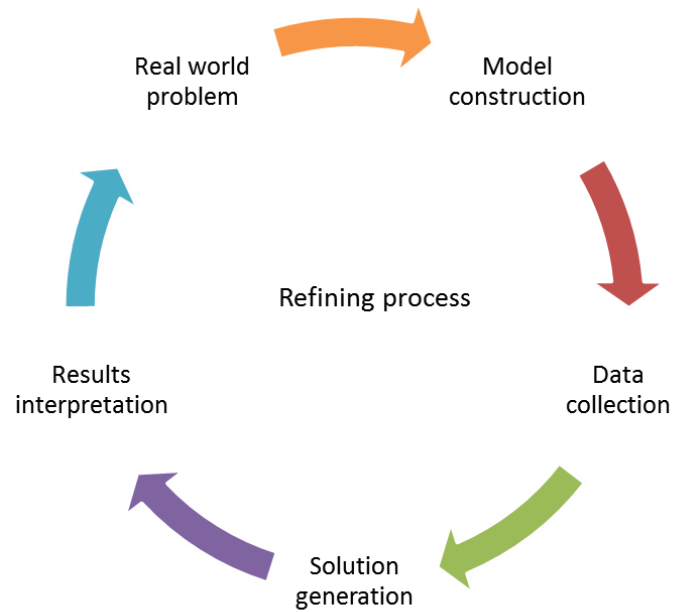 Real world
problem
Model
construction
Refining process
Results
interpretation
Data
collection
Solution
generation